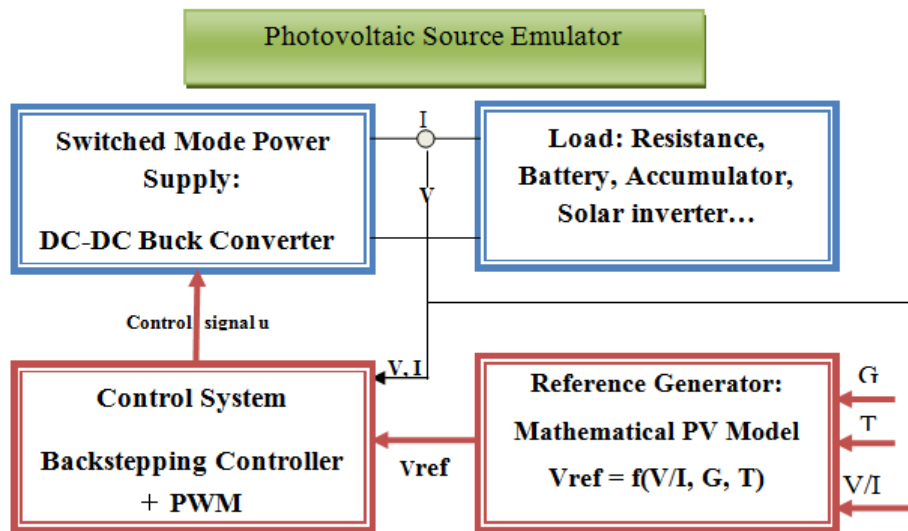 Photovoltaic Source Emulator
Switched Mode Power
Supply:
DC-DC Buck Converter
I
V
Load: Resistance,
Battery, Accumulator,
Solar inverter…
Control signal u
V, I
Control System
Backstepping Controller
+ PWM
Vref
Reference Generator:
Mathematical PV Model
Vref = f(V/I, G, T)
G
T
V/I